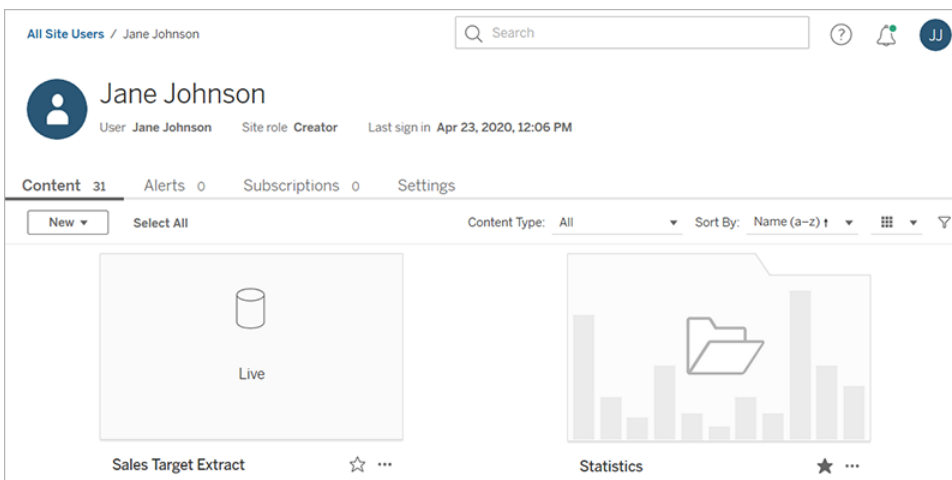 All Site Users / Jane Johnson
Search
?
JJ
Jane Johnson
User Jane Johnson Site role Creator Last sign in Apr 23, 2020, 12:06 PM
Content 31 Alerts 0 Subscriptions 0 Settings
New Select All Content Type: All Sort By: Name (a–z)
Live
Sales Target Extract
Statistics